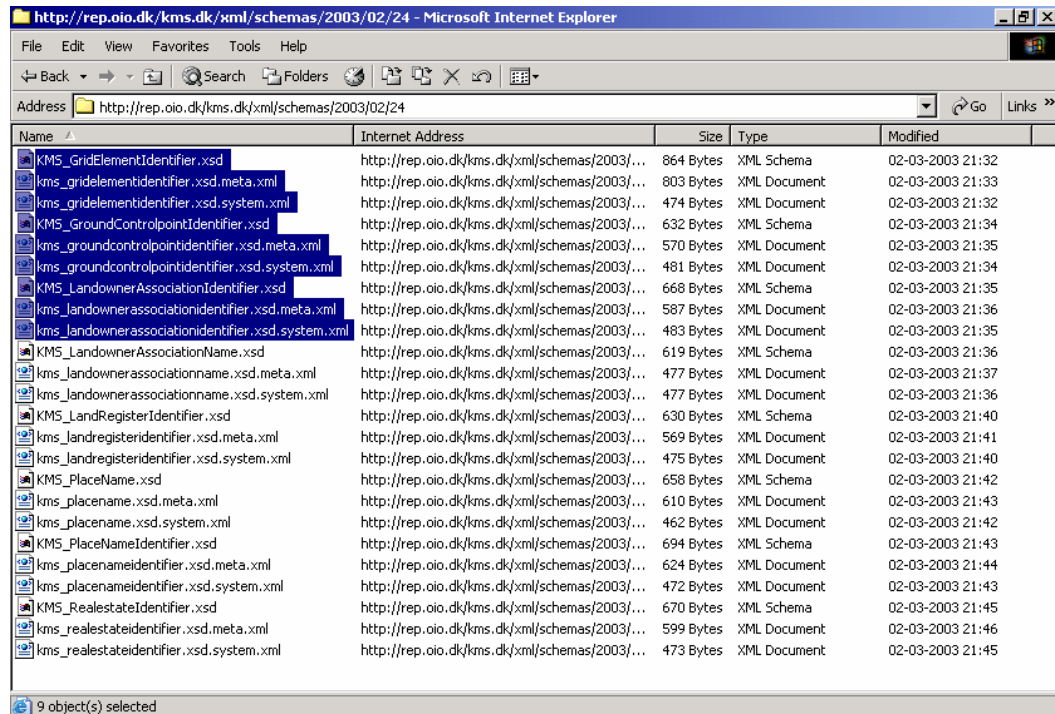 http://rep.oio.dk/kms.dk/xml/schemas/2003/02/24 - Microsoft Internet Explorer
File Edit View Favorites Tools Help
Back Search Folders
Address http://rep.oio.dk/kms.dk/xml/schemas/2003/02/24 Go Links »
Name Internet Address Size Type Modified
KMS_GridElementIdentifier.xsd http://rep.oio.dk/kms.dk/xml/schemas/2003/... 864 Bytes XML Schema 02-03-2003 21:32
kms_gridelementidentifier.xsd.meta.xml http://rep.oio.dk/kms.dk/xml/schemas/2003/... 803 Bytes XML Document 02-03-2003 21:33
kms_gridelementidentifier.xsd.system.xml http://rep.oio.dk/kms.dk/xml/schemas/2003/... 474 Bytes XML Document 02-03-2003 21:32
KMS_GroundControlpointIdentifier.xsd http://rep.oio.dk/kms.dk/xml/schemas/2003/... 632 Bytes XML Schema 02-03-2003 21:34
kms_groundcontrolpointidentifier.xsd.meta.xml http://rep.oio.dk/kms.dk/xml/schemas/2003/... 570 Bytes XML Document 02-03-2003 21:35
kms_groundcontrolpointidentifier.xsd.system.xml http://rep.oio.dk/kms.dk/xml/schemas/2003/... 481 Bytes XML Document 02-03-2003 21:34
KMS_LandownerAssociationIdentifier.xsd http://rep.oio.dk/kms.dk/xml/schemas/2003/... 668 Bytes XML Schema 02-03-2003 21:35
kms_landownerassociationidentifier.xsd.meta.xml http://rep.oio.dk/kms.dk/xml/schemas/2003/... 587 Bytes XML Document 02-03-2003 21:36
kms_landownerassociationidentifier.xsd.system.xml http://rep.oio.dk/kms.dk/xml/schemas/2003/... 483 Bytes XML Document 02-03-2003 21:35
KMS_LandownerAssociationName.xsd http://rep.oio.dk/kms.dk/xml/schemas/2003/... 619 Bytes XML Schema 02-03-2003 21:36
kms_landownerassociationname.xsd.meta.xml http://rep.oio.dk/kms.dk/xml/schemas/2003/... 477 Bytes XML Document 02-03-2003 21:37
kms_landownerassociationname.xsd.system.xml http://rep.oio.dk/kms.dk/xml/schemas/2003/... 477 Bytes XML Document 02-03-2003 21:36
KMS_LandRegisterIdentifier.xsd http://rep.oio.dk/kms.dk/xml/schemas/2003/... 630 Bytes XML Schema 02-03-2003 21:40
kms_landregisteridentifier.xsd.meta.xml http://rep.oio.dk/kms.dk/xml/schemas/2003/... 569 Bytes XML Document 02-03-2003 21:41
kms_landregisteridentifier.xsd.system.xml http://rep.oio.dk/kms.dk/xml/schemas/2003/... 475 Bytes XML Document 02-03-2003 21:40
KMS_PlaceName.xsd http://rep.oio.dk/kms.dk/xml/schemas/2003/... 658 Bytes XML Schema 02-03-2003 21:42
kms_placename.xsd.meta.xml http://rep.oio.dk/kms.dk/xml/schemas/2003/... 610 Bytes XML Document 02-03-2003 21:43
kms_placename.xsd.system.xml http://rep.oio.dk/kms.dk/xml/schemas/2003/... 462 Bytes XML Document 02-03-2003 21:42
KMS_PlaceNameIdentifier.xsd http://rep.oio.dk/kms.dk/xml/schemas/2003/... 694 Bytes XML Schema 02-03-2003 21:43
kms_placenameidentifier.xsd.meta.xml http://rep.oio.dk/kms.dk/xml/schemas/2003/... 624 Bytes XML Document 02-03-2003 21:44
kms_placenameidentifier.xsd.system.xml http://rep.oio.dk/kms.dk/xml/schemas/2003/... 472 Bytes XML Document 02-03-2003 21:43
KMS_RealestateIdentifier.xsd http://rep.oio.dk/kms.dk/xml/schemas/2003/... 670 Bytes XML Schema 02-03-2003 21:45
kms_realestateidentifier.xsd.meta.xml http://rep.oio.dk/kms.dk/xml/schemas/2003/... 599 Bytes XML Document 02-03-2003 21:46
kms_realestateidentifier.xsd.system.xml http://rep.oio.dk/kms.dk/xml/schemas/2003/... 473 Bytes XML Document 02-03-2003 21:45
9 object(s) selected